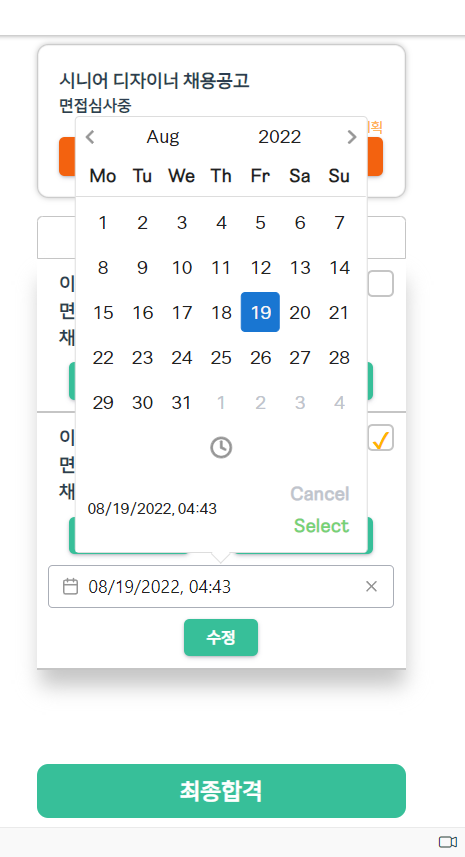 시니어 디자이너 채용공고
면접심사중
획
Aug 2022
Mo Tu We Th Fr Sa Su
1 2 3 4 5 6 7
8 9 10 11 12 13 14
이
15 16 17 18 19 20 21
면
채
22 23 24 25 26 27 28
29 30 31 1 2 3 4
이
면
채
Cancel
08/19/2022, 04:43
Select
08/19/2022, 04:43
수정
최종합격